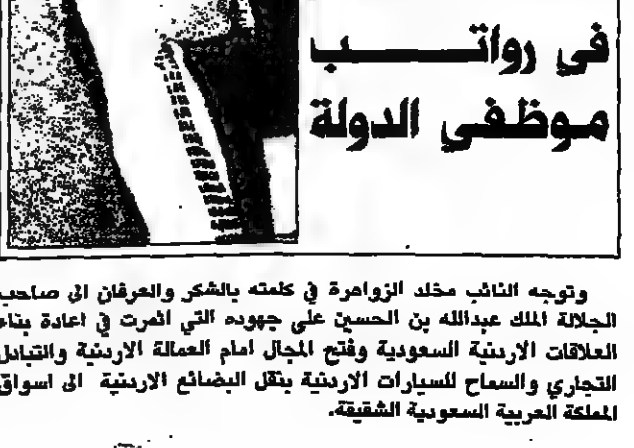 في رواتب
موظفي الدولة
وتوجه النائب مخلد الزواهرة في كلمته بالشكر والعرفان الى صاحب
الجلالة الملك عبدالله بن الحسين على جهوده التي اثمرت في اعادة بناء
العلاقات الاردنية السعودية وفتح المجال امام العمالة الاردنية والتبادل
التجاري والسماح للسيارات الاردنية بنقل البضائع الاردنية الى اسواق
المملكة العربية السعودية الشقيقة.